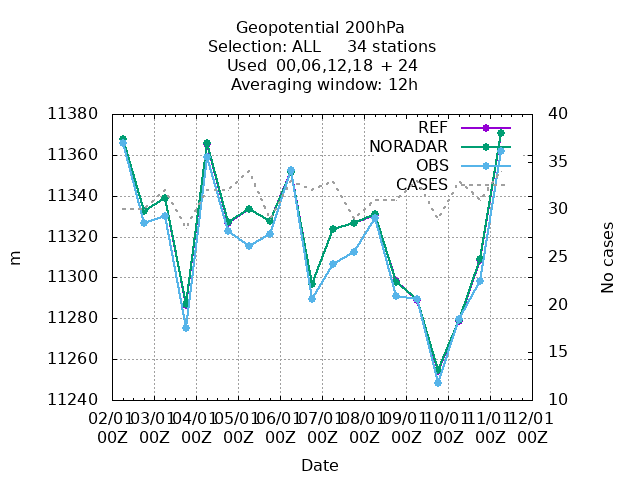 Geopotential 200hPa
Selection: ALL 34 stations
Used 00,06,12,18 + 24
Averaging window: 12h
11380 40
REF
NORADAR
OBS
CASES
11360 35
11340 30
11320 25
11300 20
11280 15
11260 10
11240
m
No cases
02/01 03/01 04/01 05/01 06/01 07/01 08/01 09/01 10/01 11/01 12/01
00Z 00Z 00Z 00Z 00Z 00Z 00Z 00Z 00Z 00Z 00Z
Date